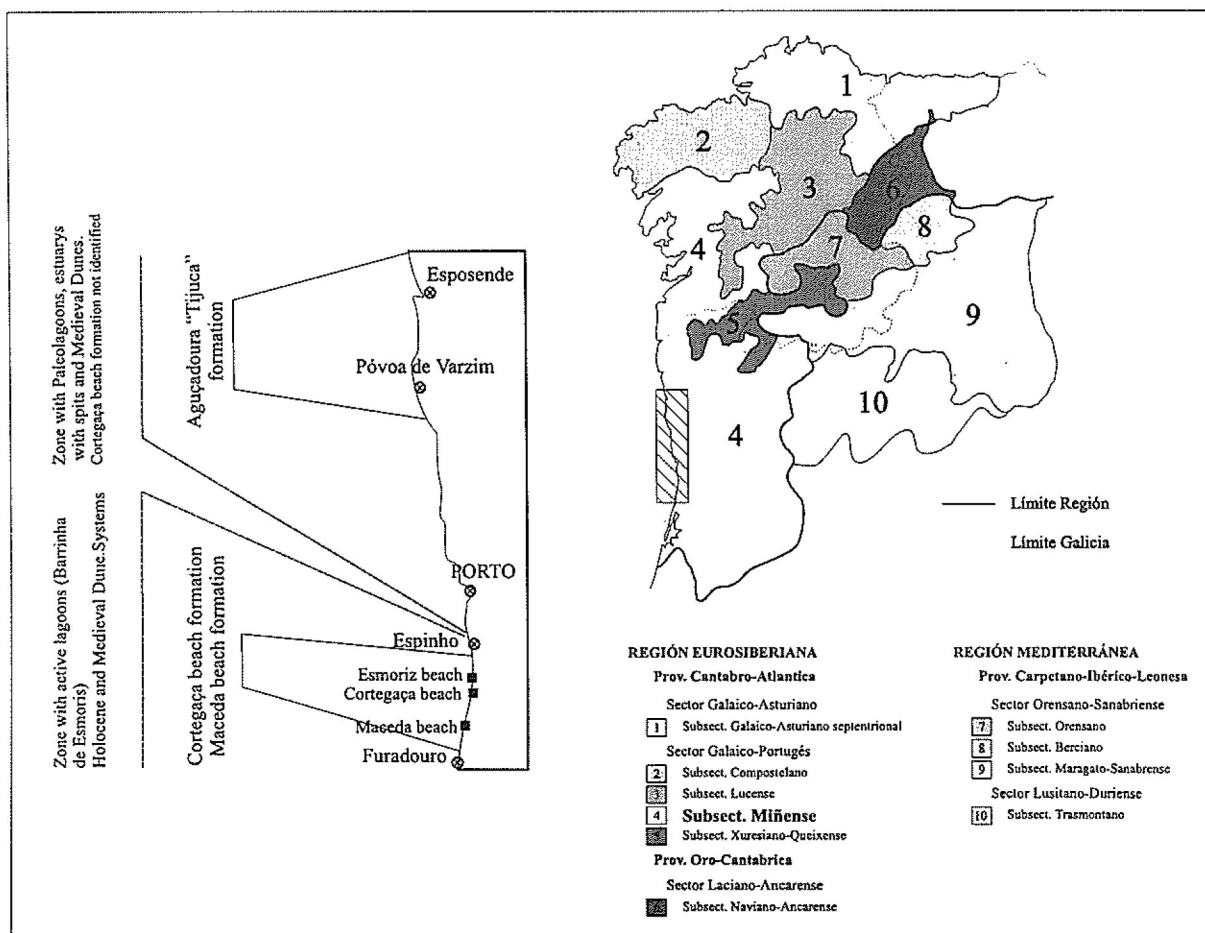 Zone with Paleolagoons, estuarys
with spits and Medieval Dunes.
Cortegaça beach formation not identified
Aguçadoura “Tijuca”
formation
Zone with active lagoons (Barrinha
de Esmoris)
Holocene and Medieval Dune.Systems
Cortegaça beach formation
Maceda beach formation
Esposende
Póvoa de Varzim
PORTO
Espinho
Esmoriz beach
Cortegaça beach
Maceda beach
Furadouro
1
2
3
6
8
4
7
5
9
10
4
Límite Región
Límite Galicia
REGIÓN EUROSIBERIANA
Prov. Cantabro-Atlantica
Sector Galaico-Asturiano
1 Subsect. Galaico-Asturiano septentrional
Sector Galaico-Portugés
2 Subsect. Compostelano
3 Subsect. Lucense
4 Subsect. Miñense
5 Subsect. Xuresiano-Queixense
Prov. Oro-Cantabrica
Sector Laciano-Ancarense
Subsect. Naviano-Ancarense
REGIÓN MEDITERRÁNEA
Prov. Carpetano-Ibérico-Leonesa
Sector Orensano-Sanabriense
7 Subsect. Orensano
8 Subsect. Berciano
9 Subsect. Maragato-Sanabrense
Sector Lusitano-Duriense
10 Subsect. Trasmontano